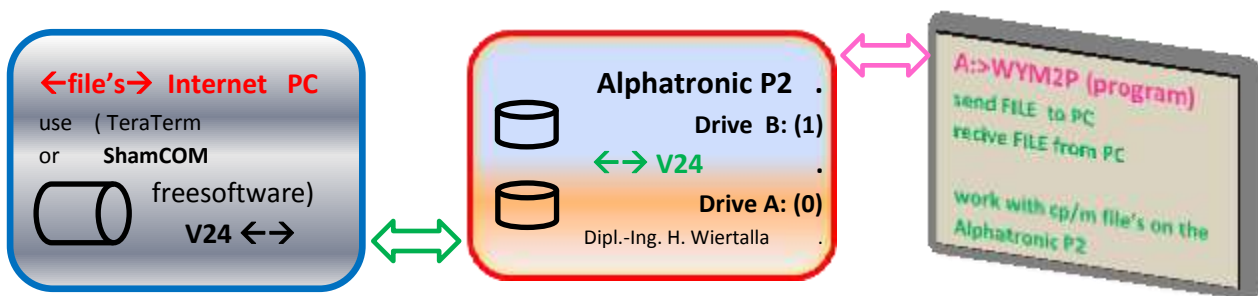 ←file's→ Internet PC
use ( TeraTerm
or ShamCOM
freesoftware)
V24 ←→
Alphatronic P2 .
Drive B: (1)
←→ V24 .
Drive A: (0)
Dipl.-Ing. H. Wiertalla .
A:>WYM2P (program)
send FILE to PC
recive FILE from PC
work with cp/m file's on the
Alphatronic P2